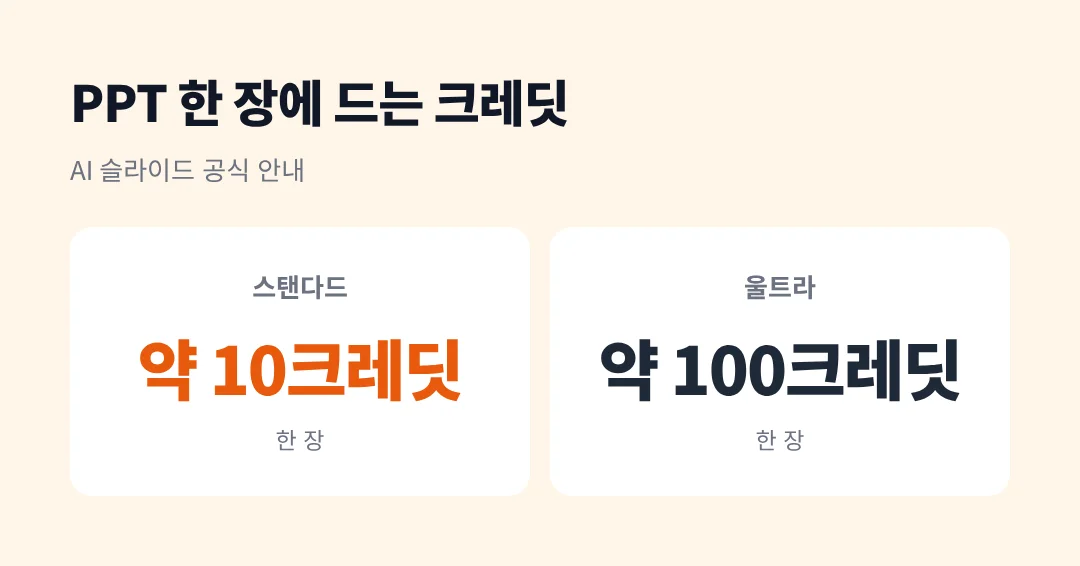 PPT 한 장에 드는 크레딧
AI 슬라이드 공식 안내
스탠다드
약 10크레딧
한 장
울트라
약 100크레딧
한 장